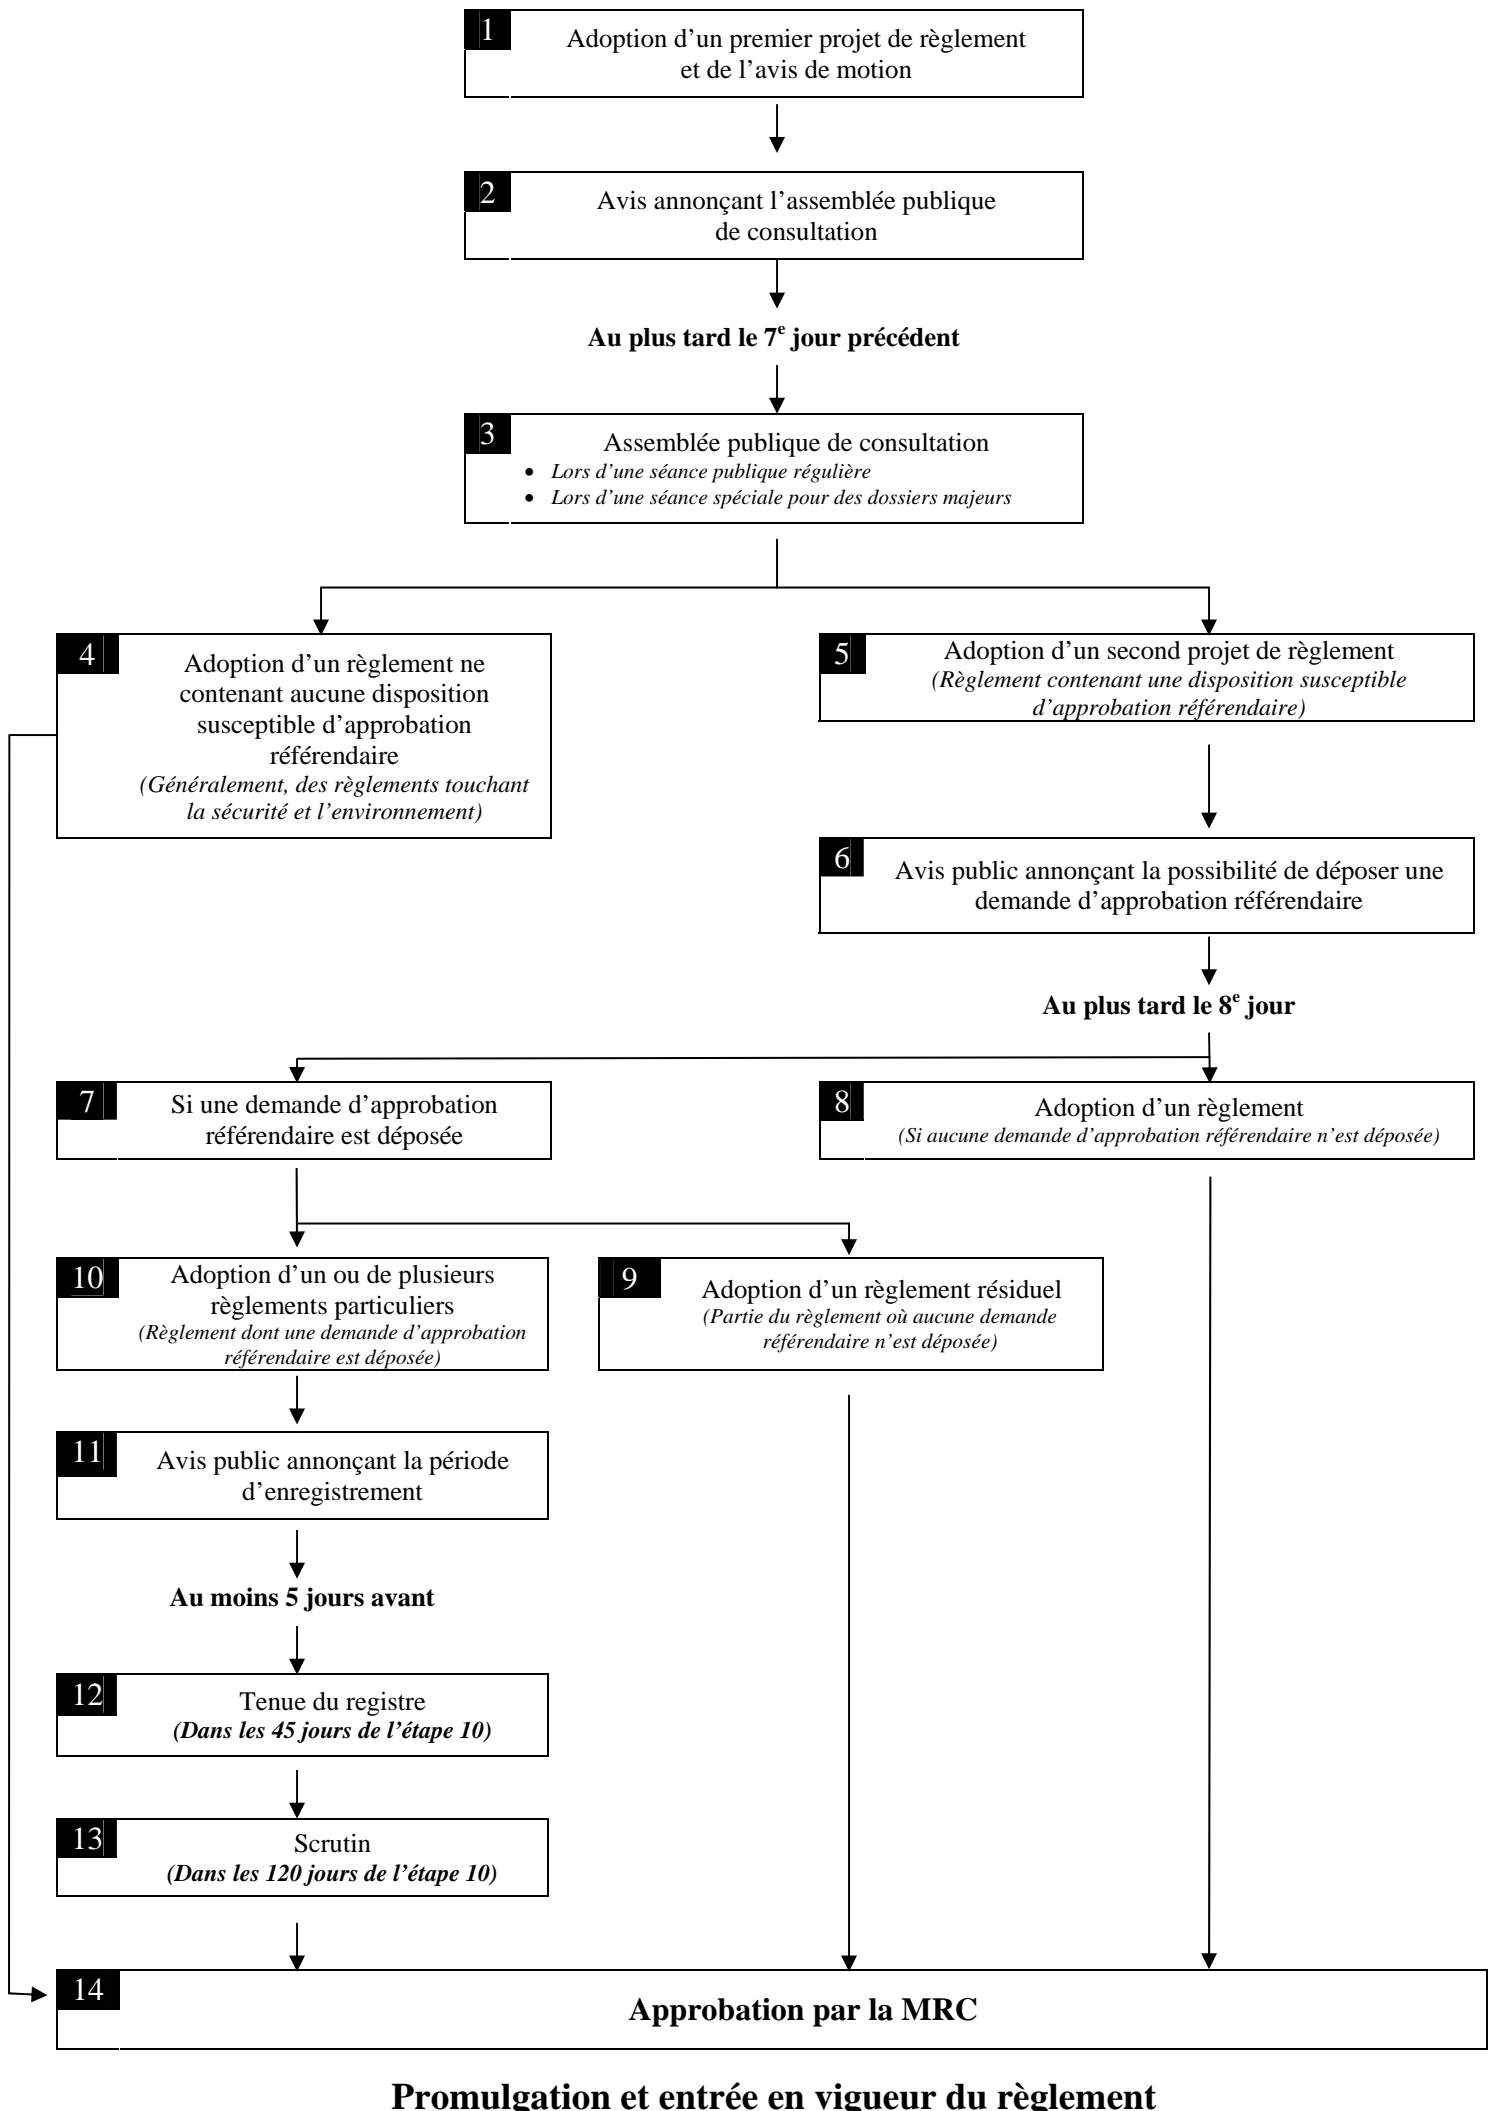 1
Adoption d’un premier projet de règlement
et de l’avis de motion
2
Avis annonçant l’assemblée publique
de consultation
Au plus tard le 7e jour précédent
3
Assemblée publique de consultation
• Lors d’une séance publique régulière
• Lors d’une séance spéciale pour des dossiers majeurs
4
Adoption d’un règlement ne
contenant aucune disposition
susceptible d’approbation
référendaire
(Généralement, des règlements touchant
la sécurité et l’environnement)
5
Adoption d’un second projet de règlement
(Règlement contenant une disposition susceptible
d’approbation référendaire)
6
Avis public annonçant la possibilité de déposer une
demande d’approbation référendaire
Au plus tard le 8e jour
7
Si une demande d’approbation
référendaire est déposée
8
Adoption d’un règlement
(Si aucune demande d’approbation référendaire n’est déposée)
10
Adoption d’un ou de plusieurs
règlements particuliers
(Règlement dont une demande d’approbation
référendaire est déposée)
9
Adoption d’un règlement résiduel
(Partie du règlement où aucune demande
référendaire n’est déposée)
11
Avis public annonçant la période
d’enregistrement
Au moins 5 jours avant
12
Tenue du registre
(Dans les 45 jours de l’étape 10)
13
Scrutin
(Dans les 120 jours de l’étape 10)
14
Approbation par la MRC
Promulgation et entrée en vigueur du règlement